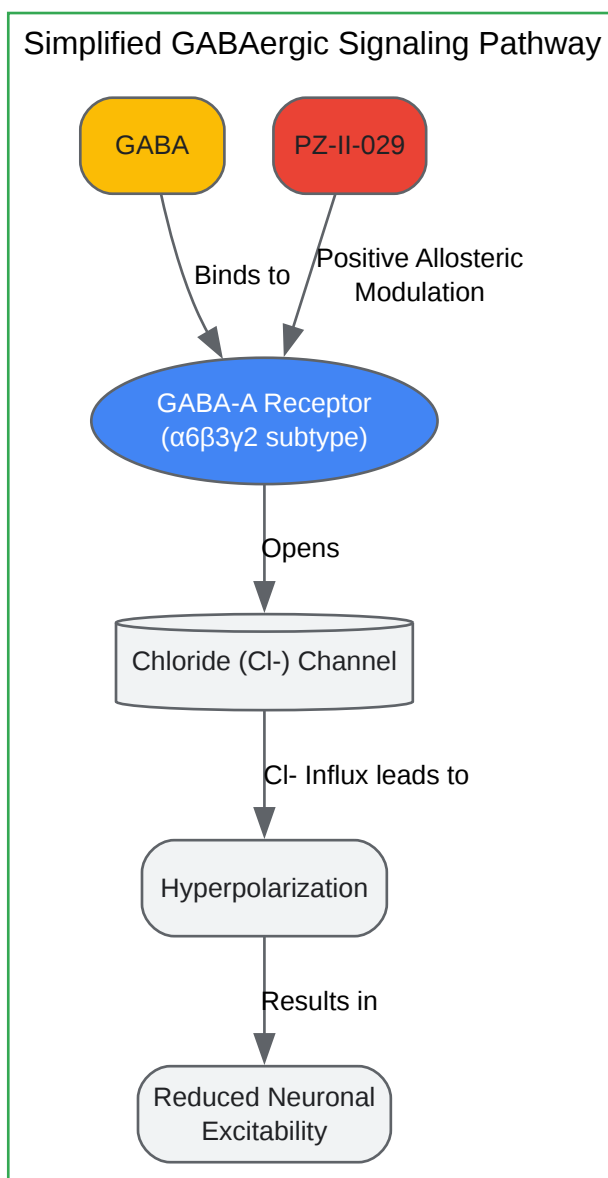 Simplified GABAergic Signaling Pathway
GABA
PZ-II-029
Binds to
Positive Allosteric
Modulation
GABA-A Receptor
(α6β3γ2 subtype)
Opens
Chloride (Cl-) Channel
Cl- Influx leads to
Hyperpolarization
Results in
Reduced Neuronal
Excitability